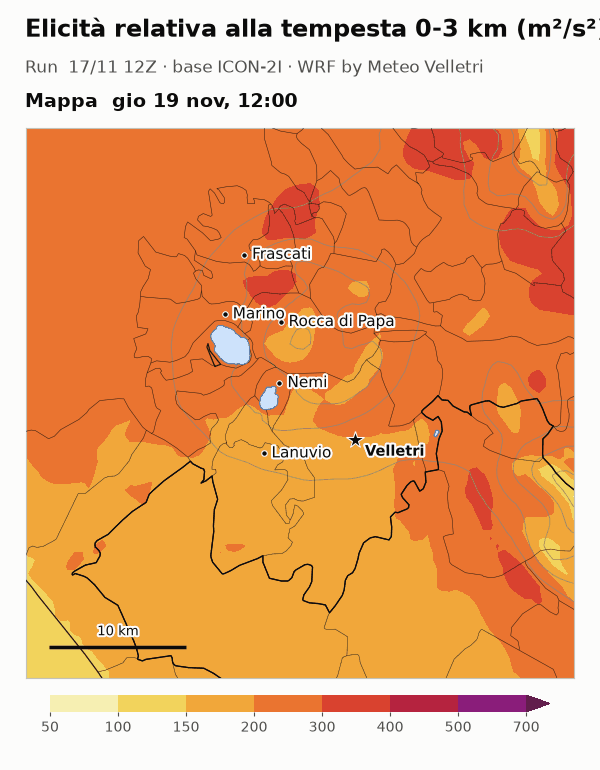 Elicità relativa alla tempesta 0-3 km (m²/s²)
Run  17/11 12Z · base ICON-2I · WRF by Meteo Velletri
Mappa  gio 19 nov, 12:00
Frascati
Marino
Rocca di Papa
Nemi
Lanuvio
Velletri
10 km
50 100 150 200 300 400 500 700